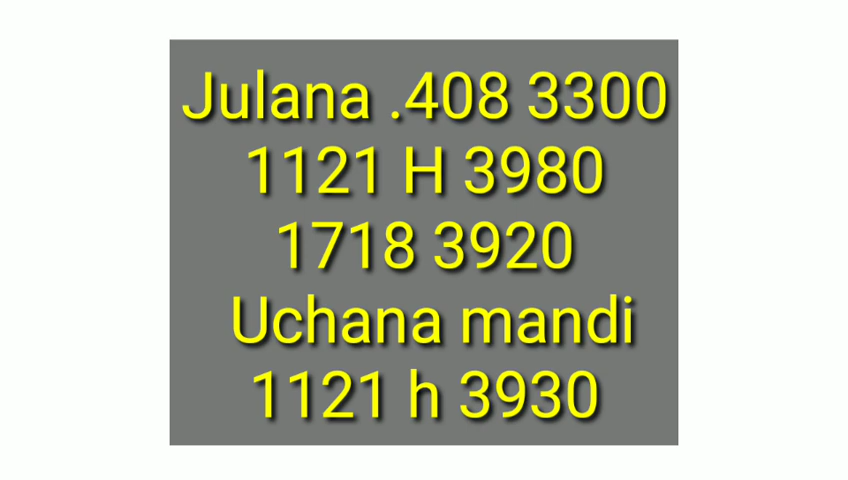 Julana .408 3300
1121 H 3980
1718 3920
Uchana mandi
1121 h 3930